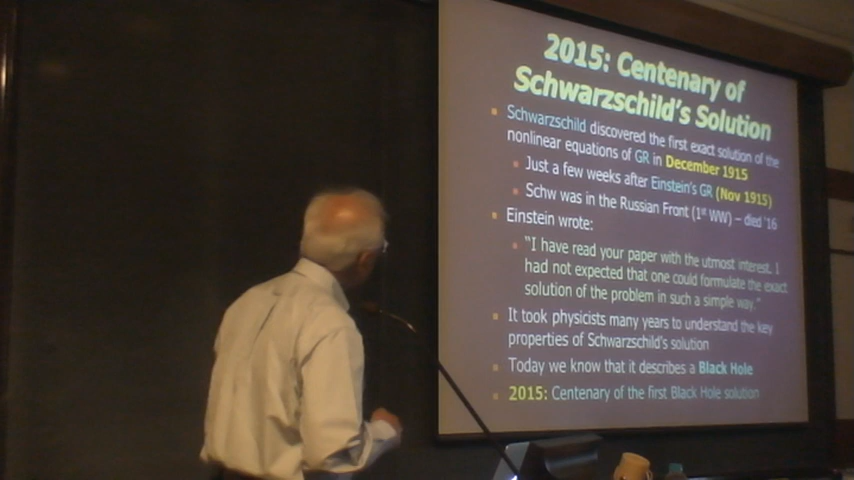 2015: Centenary of
Schwarzschild's Solution
Schwarzschild discovered the first exact solution of the
nonlinear equations of GR in December 1915
Just a few weeks after Einstein's GR (Nov 1915)
Schw was in the Russian Front (1st WW) – died '16
Einstein wrote:
"I have read your paper with the utmost interest. I
had not expected that one could formulate the exact
solution of the problem in such a simple way."
It took physicists many years to understand the key
properties of Schwarzschild's solution
Today we know that it describes a Black Hole
2015: Centenary of the first Black Hole solution